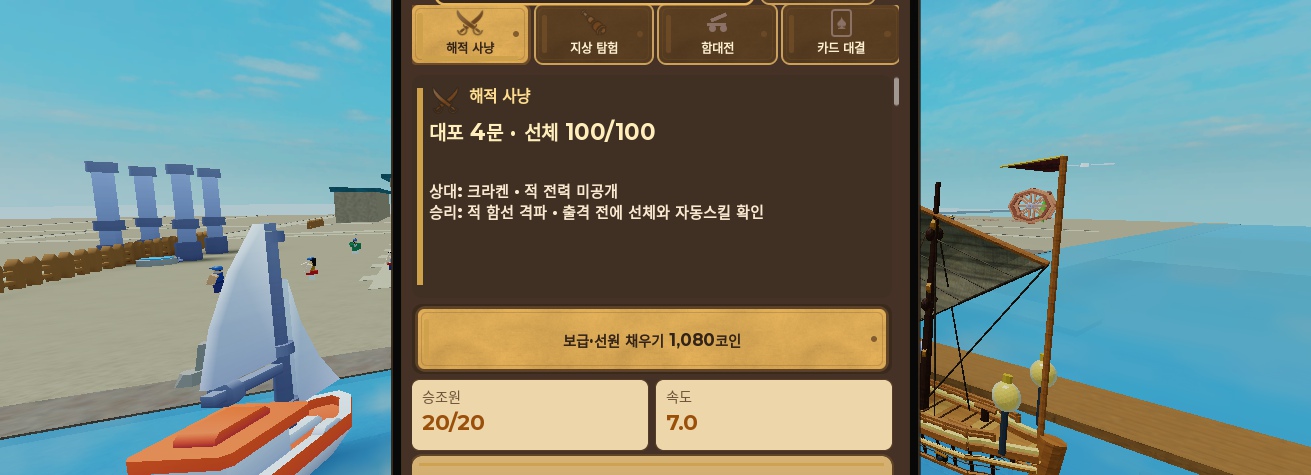 해적 사냥
지상 탐험
함대전
카드 대결
해적 사냥
대포 4문 • 선체 100/100
상대: 크라켄 • 적 전력 미공개
승리: 적 함선 격파 • 출격 전에 선체와 자동스킬 확인
보급•선원 채우기 1,080코인
승조원
속도
20/20
7.0